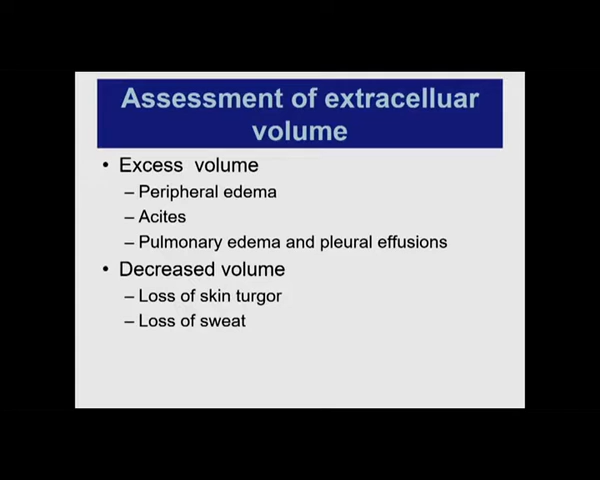 Assessment of extracelluar
volume
• Excess volume
– Peripheral edema
– Acites
– Pulmonary edema and pleural effusions
• Decreased volume
– Loss of skin turgor
– Loss of sweat